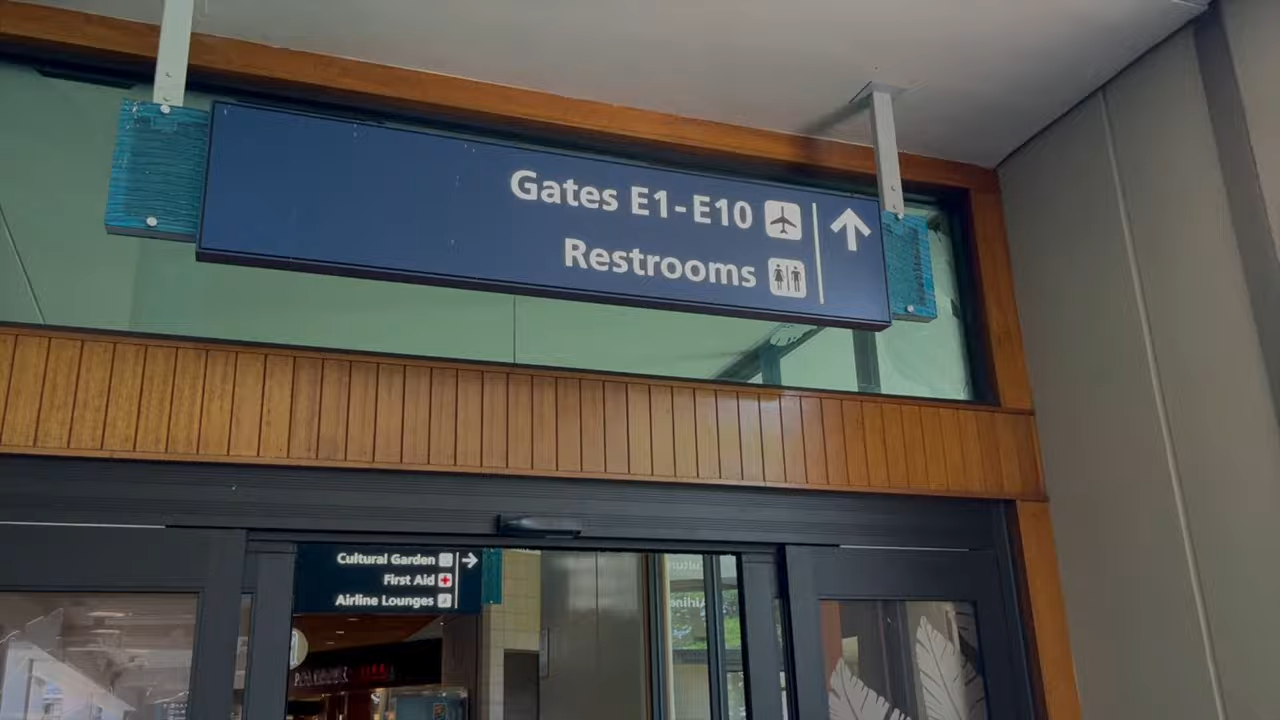 Gates E1-E10
Restrooms
Cultural Garden
First Aid
Airline Lounges